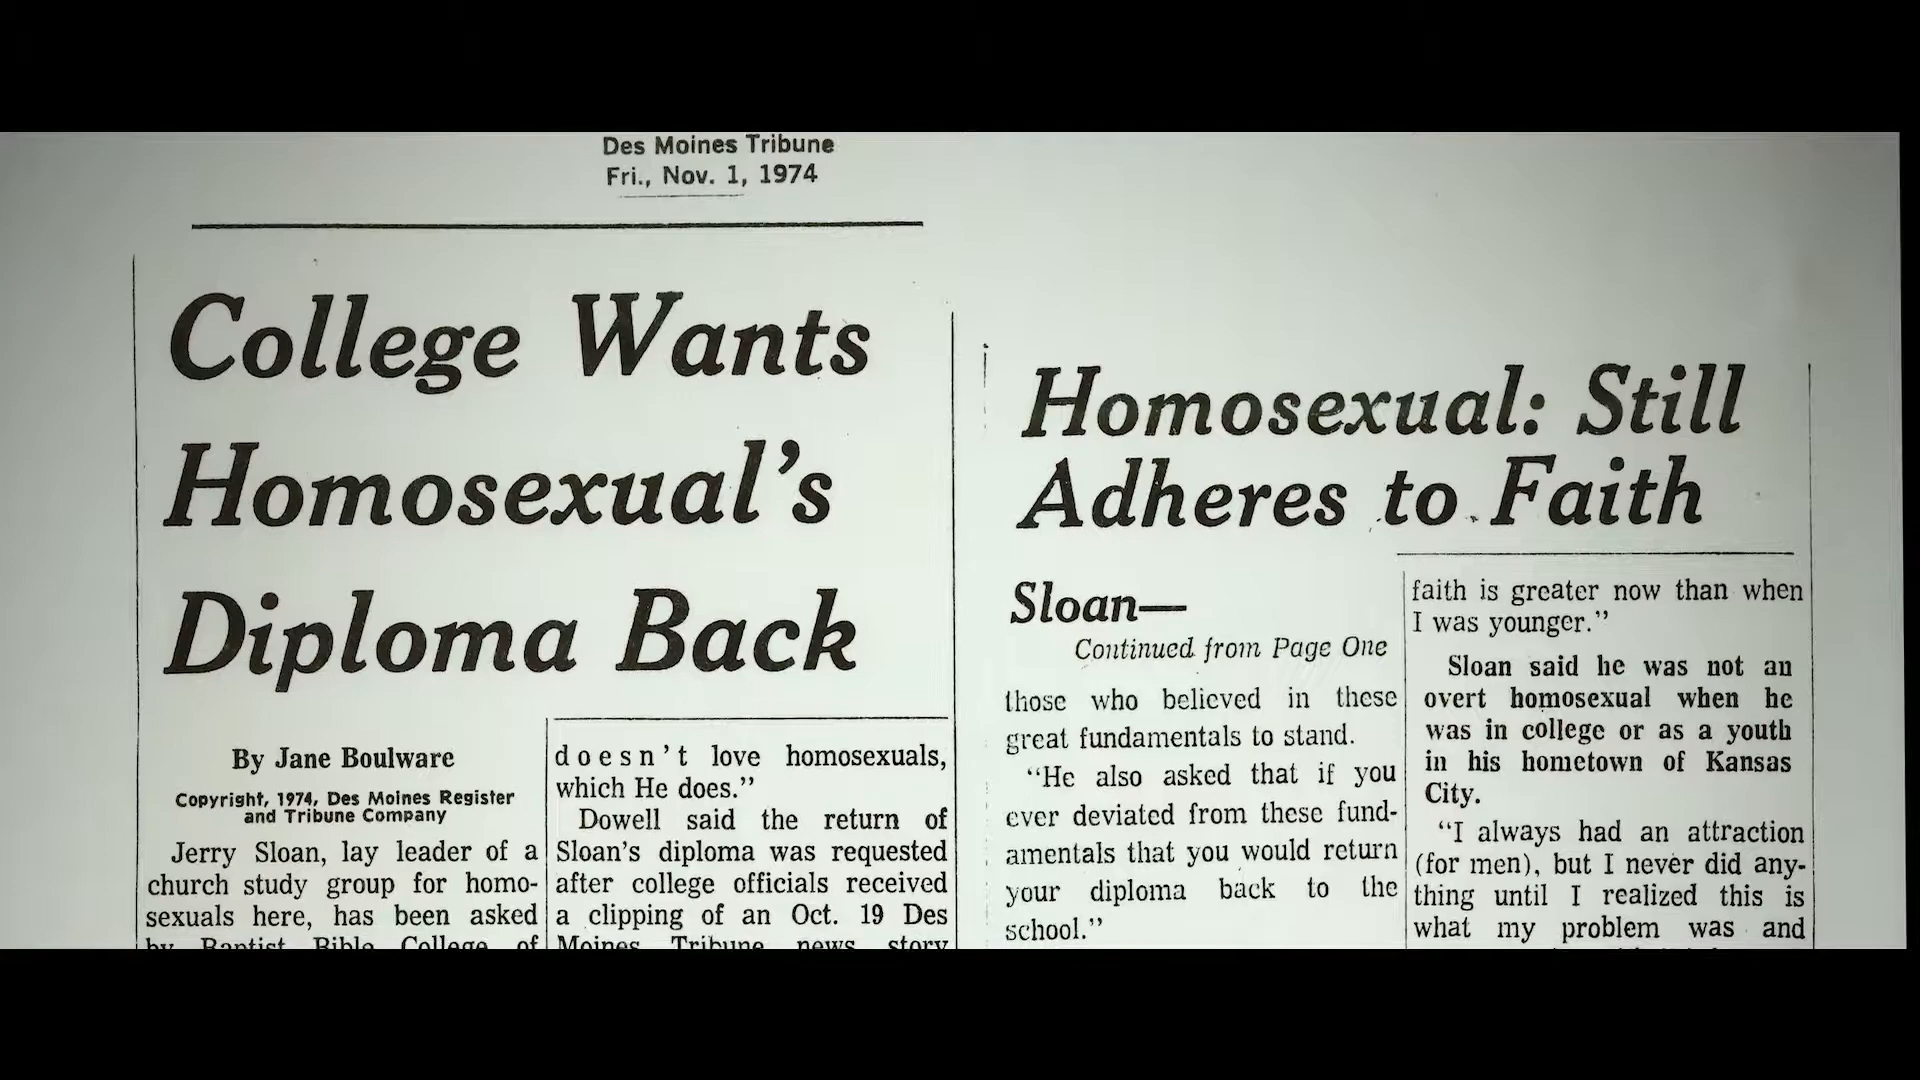 Des Moines Tribune
Fri., Nov. 1, 1974
College Wants
Homosexual's
Diploma Back
By Jane Boulware
Copyright, 1974, Des Moines Register
and Tribune Company
Jerry Sloan, lay leader of a
church study group for homo-
sexuals here, has been asked
by Baptist Bible College of
doesn't love homosexuals,
which He does."
Dowell said the return of
Sloan's diploma was requested
after college officials received
a clipping of an Oct. 19 Des
Moines Tribune news story
Homosexual: Still
Adheres to Faith
Sloan—
Continued from Page One
those who believed in these
great fundamentals to stand.
"He also asked that if you
ever deviated from these fund-
amentals that you would return
your diploma back to the
school."
faith is greater now than when
I was younger."
Sloan said he was not an
overt homosexual when he
was in college or as a youth
in his hometown of Kansas
City.
"I always had an attraction
(for men), but I never did any-
thing until I realized this is
what my problem was and